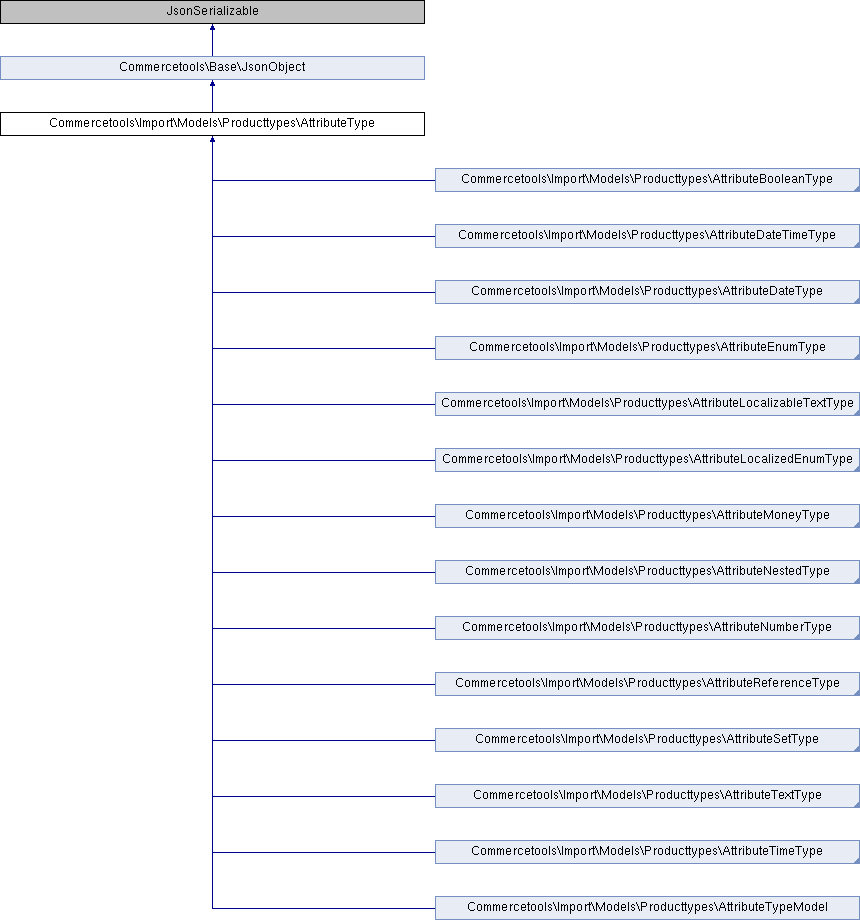 JsonSerializable
Commercetools\Base\JsonObject
Commercetools\Import\Models\Producttypes\AttributeType
Commercetools\Import\Models\Producttypes\AttributeBooleanType
Commercetools\Import\Models\Producttypes\AttributeDateTimeType
Commercetools\Import\Models\Producttypes\AttributeDateType
Commercetools\Import\Models\Producttypes\AttributeEnumType
Commercetools\Import\Models\Producttypes\AttributeLocalizableTextType
Commercetools\Import\Models\Producttypes\AttributeLocalizedEnumType
Commercetools\Import\Models\Producttypes\AttributeMoneyType
Commercetools\Import\Models\Producttypes\AttributeNestedType
Commercetools\Import\Models\Producttypes\AttributeNumberType
Commercetools\Import\Models\Producttypes\AttributeReferenceType
Commercetools\Import\Models\Producttypes\AttributeSetType
Commercetools\Import\Models\Producttypes\AttributeTextType
Commercetools\Import\Models\Producttypes\AttributeTimeType
Commercetools\Import\Models\Producttypes\AttributeTypeModel